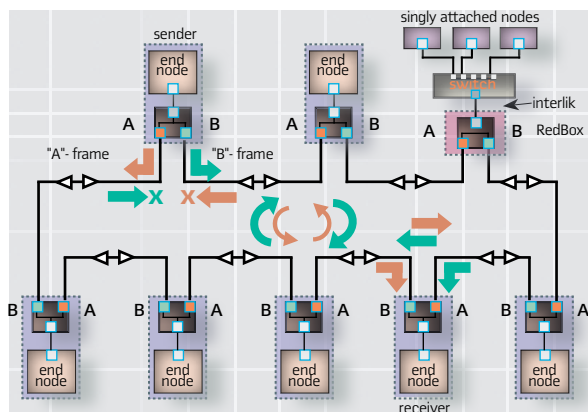 singly attached nodes
sender
end
node
end
node
switch
interlik
A
B
A
B
A
B
RedBox
"A"- frame
"B"- frame
X
X
B
A
B
A
B
A
B
A
B
A
end
node
end
node
end
node
end
node
end
node
receiver